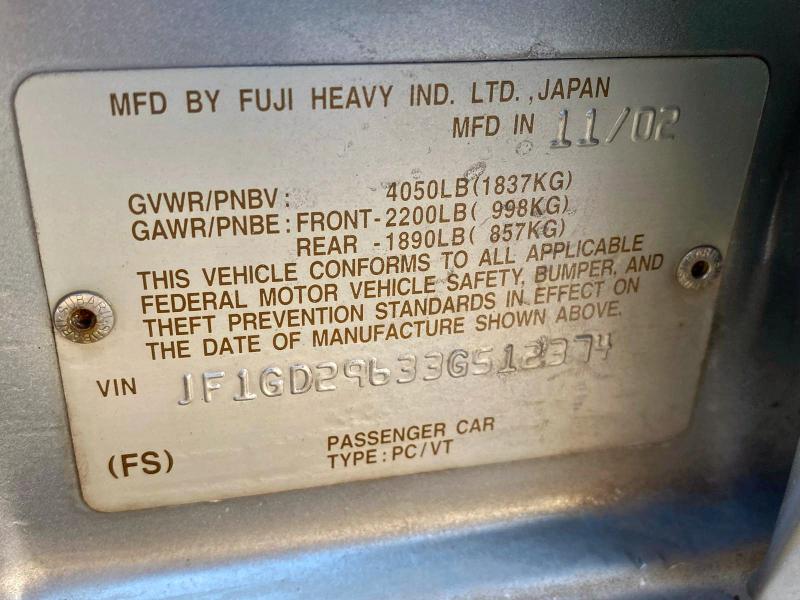 MFD BY FUJI HEAVY IND. LTD.,JAPAN
MFD IN 11/02
GVWR/PNBV: 4050LB(1837KG)
GAWR/PNBE:FRONT-2200LB( 998KG)
REAR -1890LB( 857KG)
THIS VEHICLE CONFORMS TO ALL APPLICABLE
FEDERAL MOTOR VEHICLE SAFETY, BUMPER, AND
THEFT PREVENTION STANDARDS IN EFFECT ON
THE DATE OF MANUFACTURE SHOWN ABOVE.
VIN JF1GD29633G512374
(FS) PASSENGER CAR
TYPE:PC/VT